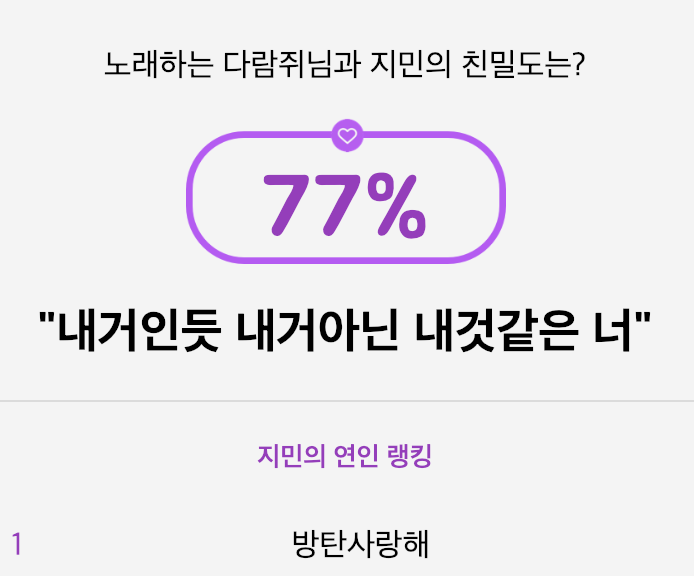 노래하는 다람쥐님과 지민의 친밀도는?
77%
"내거인듯 내거아닌 내것같은 너"
지민의 연인 랭킹
1 방탄사랑해